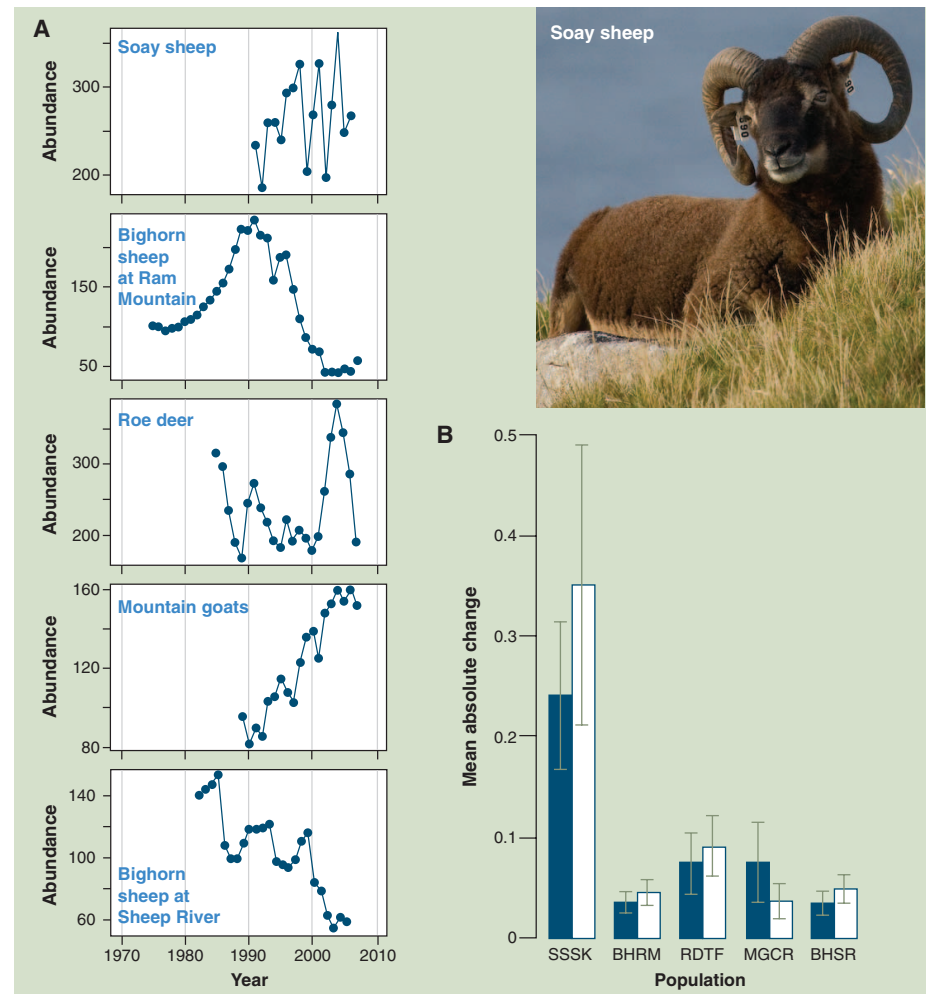 A
Soay sheep
Abundance
300
200
Bighorn
sheep
at Ram
Mountain
Abundance
150
50
Roe deer
Abundance
300
200
Mountain goats
Abundance
160
120
80
Bighorn
sheep at
Sheep River
Abundance
140
100
60
1970 1980 1990 2000 2010
Year
Soay sheep
90
068
B
Mean absolute change
0.5
0.4
0.3
0.2
0.1
0
SSSK BHRM RDTF MGCR BHSR
Population